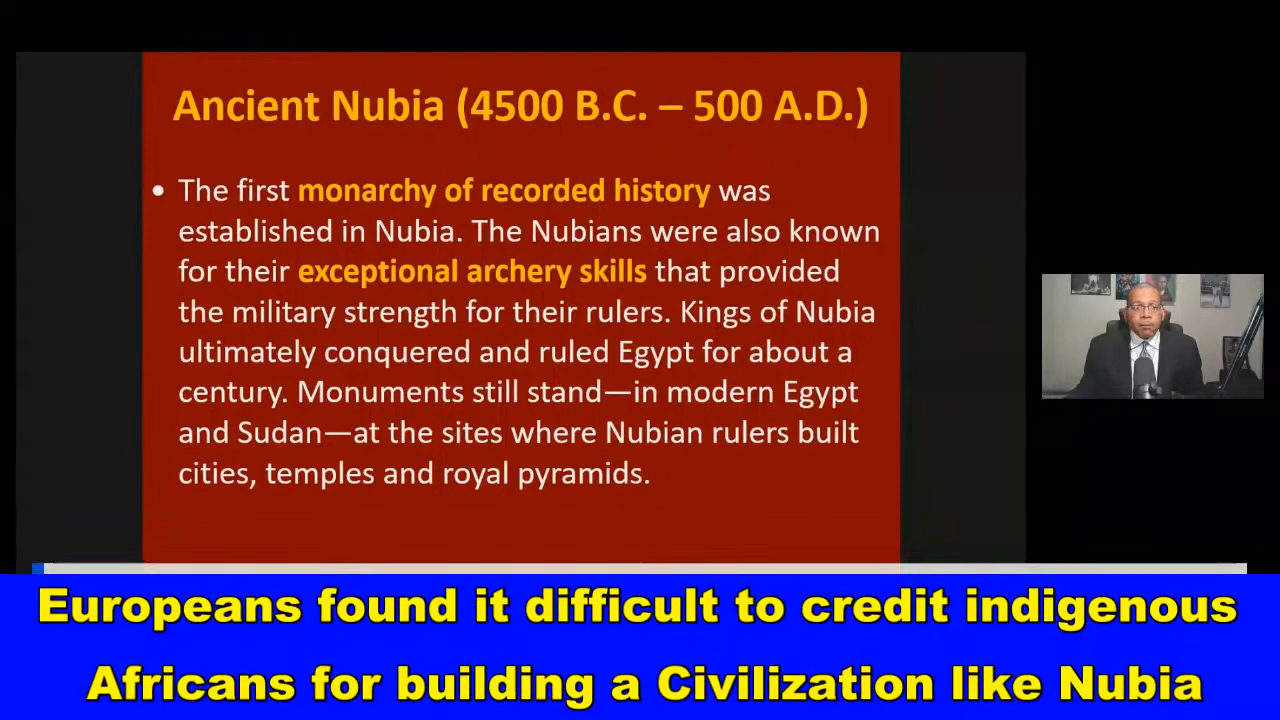 Ancient Nubia (4500 B.C. – 500 A.D.)
• The first monarchy of recorded history was
established in Nubia. The Nubians were also known
for their exceptional archery skills that provided
the military strength for their rulers. Kings of Nubia
ultimately conquered and ruled Egypt for about a
century. Monuments still stand—in modern Egypt
and Sudan—at the sites where Nubian rulers built
cities, temples and royal pyramids.
Europeans found it difficult to credit indigenous
Africans for building a Civilization like Nubia